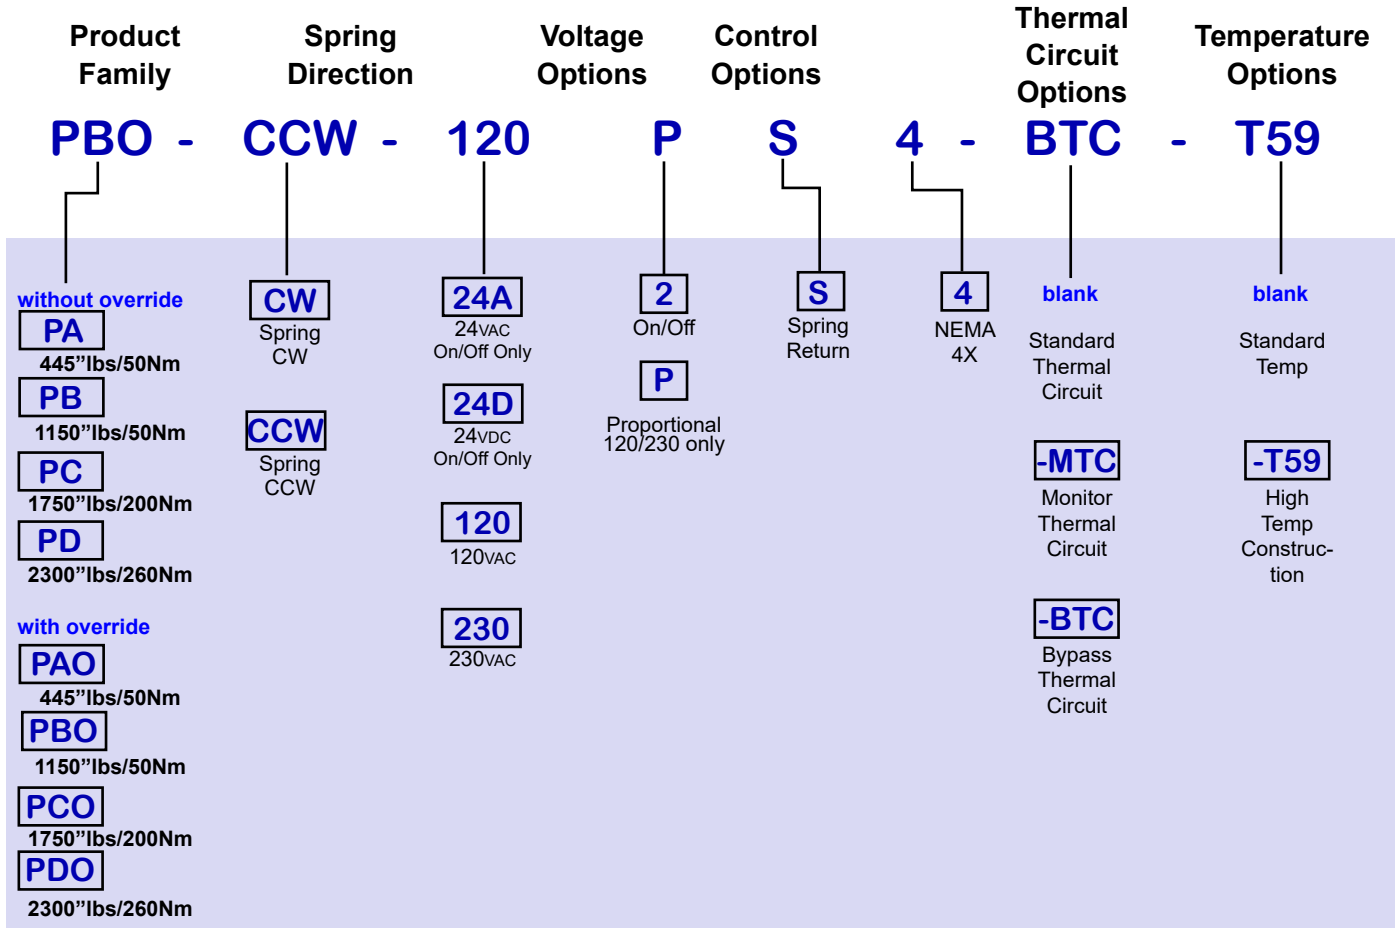 Product
Family
Spring
Direction
Voltage
Options
Control
Options
Thermal
Circuit
Options
Temperature
Options
PBO - CCW - 120 P S 4 - BTC - T59
without override
PA
445”lbs/50Nm
PB
1150”lbs/50Nm
PC
1750”lbs/200Nm
PD
2300”lbs/260Nm
with override
PAO
445”lbs/50Nm
PBO
1150”lbs/50Nm
PCO
1750”lbs/200Nm
PDO
2300”lbs/260Nm
CW
Spring
CW
CCW
Spring
CCW
24A
24VAC
On/Off Only
24D
24VDC
On/Off Only
120
120VAC
230
230VAC
2
On/Off
P
Proportional
120/230 only
S
Spring
Return
4
NEMA
4X
blank
Standard
Thermal
Circuit
-MTC
Monitor
Thermal
Circuit
-BTC
Bypass
Thermal
Circuit
blank
Standard
Temp
-T59
High
Temp
Construc-
tion